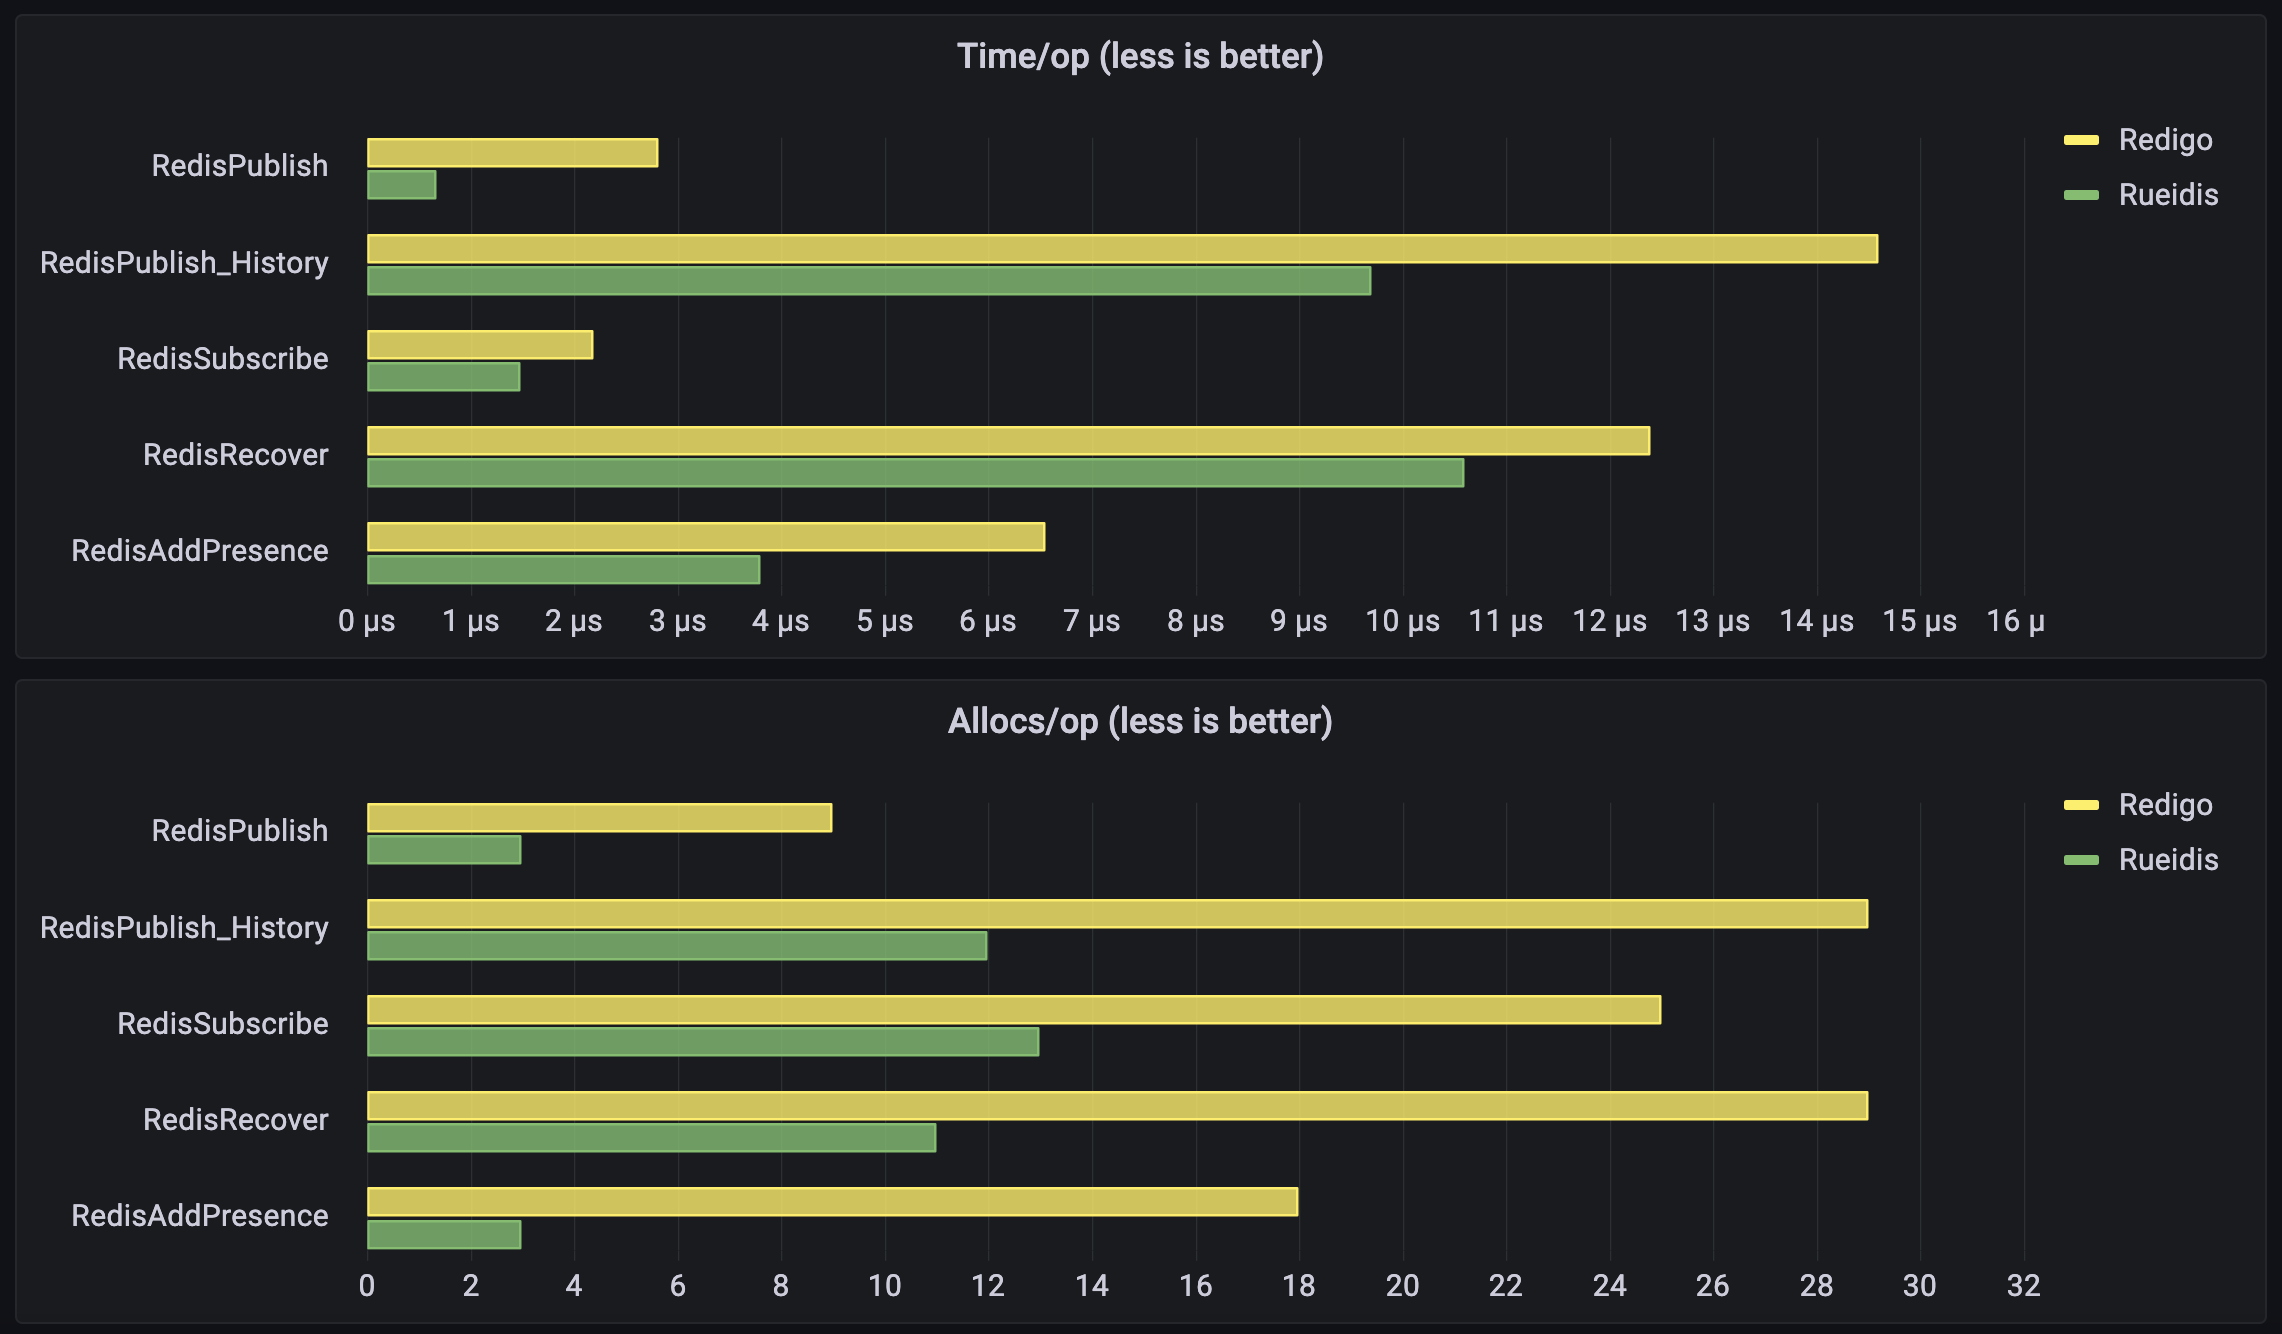 Time/op (less is better)
Redigo
Rueidis
RedisPublish
RedisPublish_History
RedisSubscribe
RedisRecover
RedisAddPresence
0 µs 1 µs 2 µs 3 µs 4 µs 5 µs 6 µs 7 µs 8 µs 9 µs 10 µs 11 µs 12 µs 13 µs 14 µs 15 µs 16 µ
Allocs/op (less is better)
Redigo
Rueidis
RedisPublish
RedisPublish_History
RedisSubscribe
RedisRecover
RedisAddPresence
0 2 4 6 8 10 12 14 16 18 20 22 24 26 28 30 32